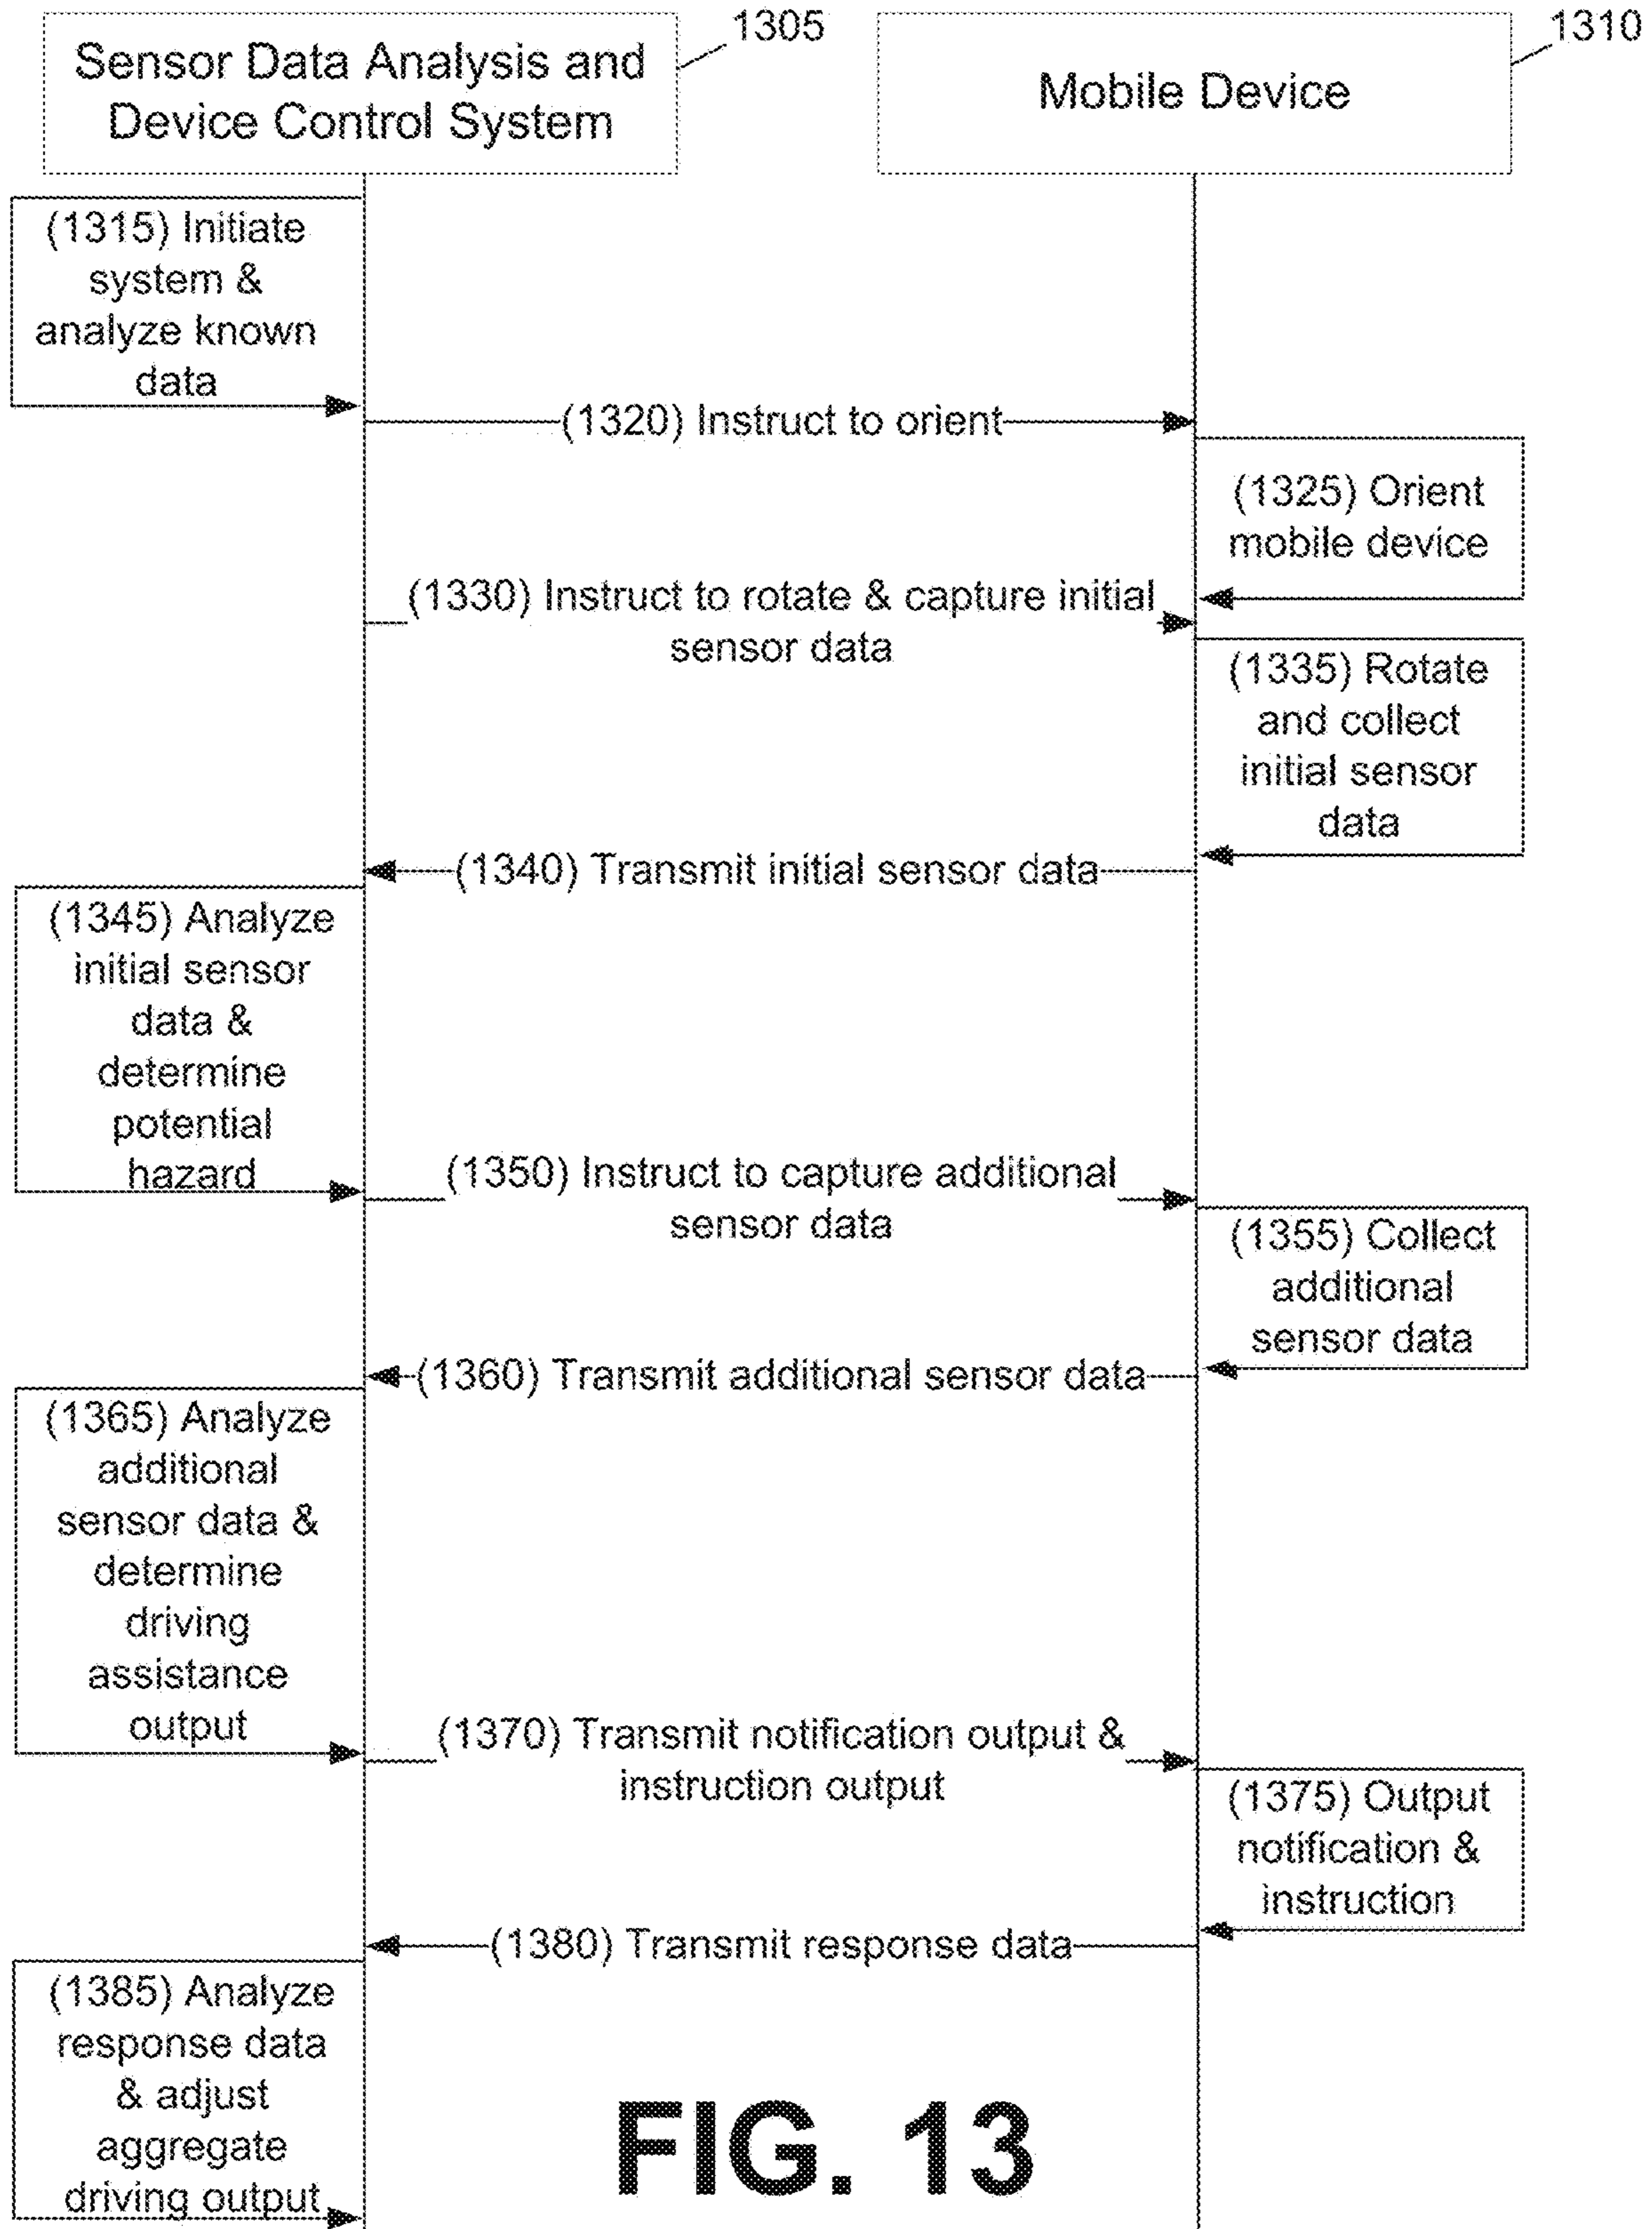 1305
1310
Sensor Data Analysis and
Device Control System
Mobile Device
(1315) Initiate
system &
analyze known
data
(1320) Instruct to orient
(1325) Orient
mobile device
(1330) Instruct to rotate & capture initial
sensor data
(1335) Rotate
and collect
initial sensor
data
(1340) Transmit initial sensor data
(1345) Analyze
initial sensor
data &
determine
potential
hazard
(1350) Instruct to capture additional
sensor data
(1355) Collect
additional
sensor data
(1360) Transmit additional sensor data
(1365) Analyze
additional
sensor data &
determine
driving
assistance
output
(1370) Transmit notification output &
instruction output
(1375) Output
notification &
instruction
(1380) Transmit response data
(1385) Analyze
response data
& adjust
aggregate
driving output
FIG. 13